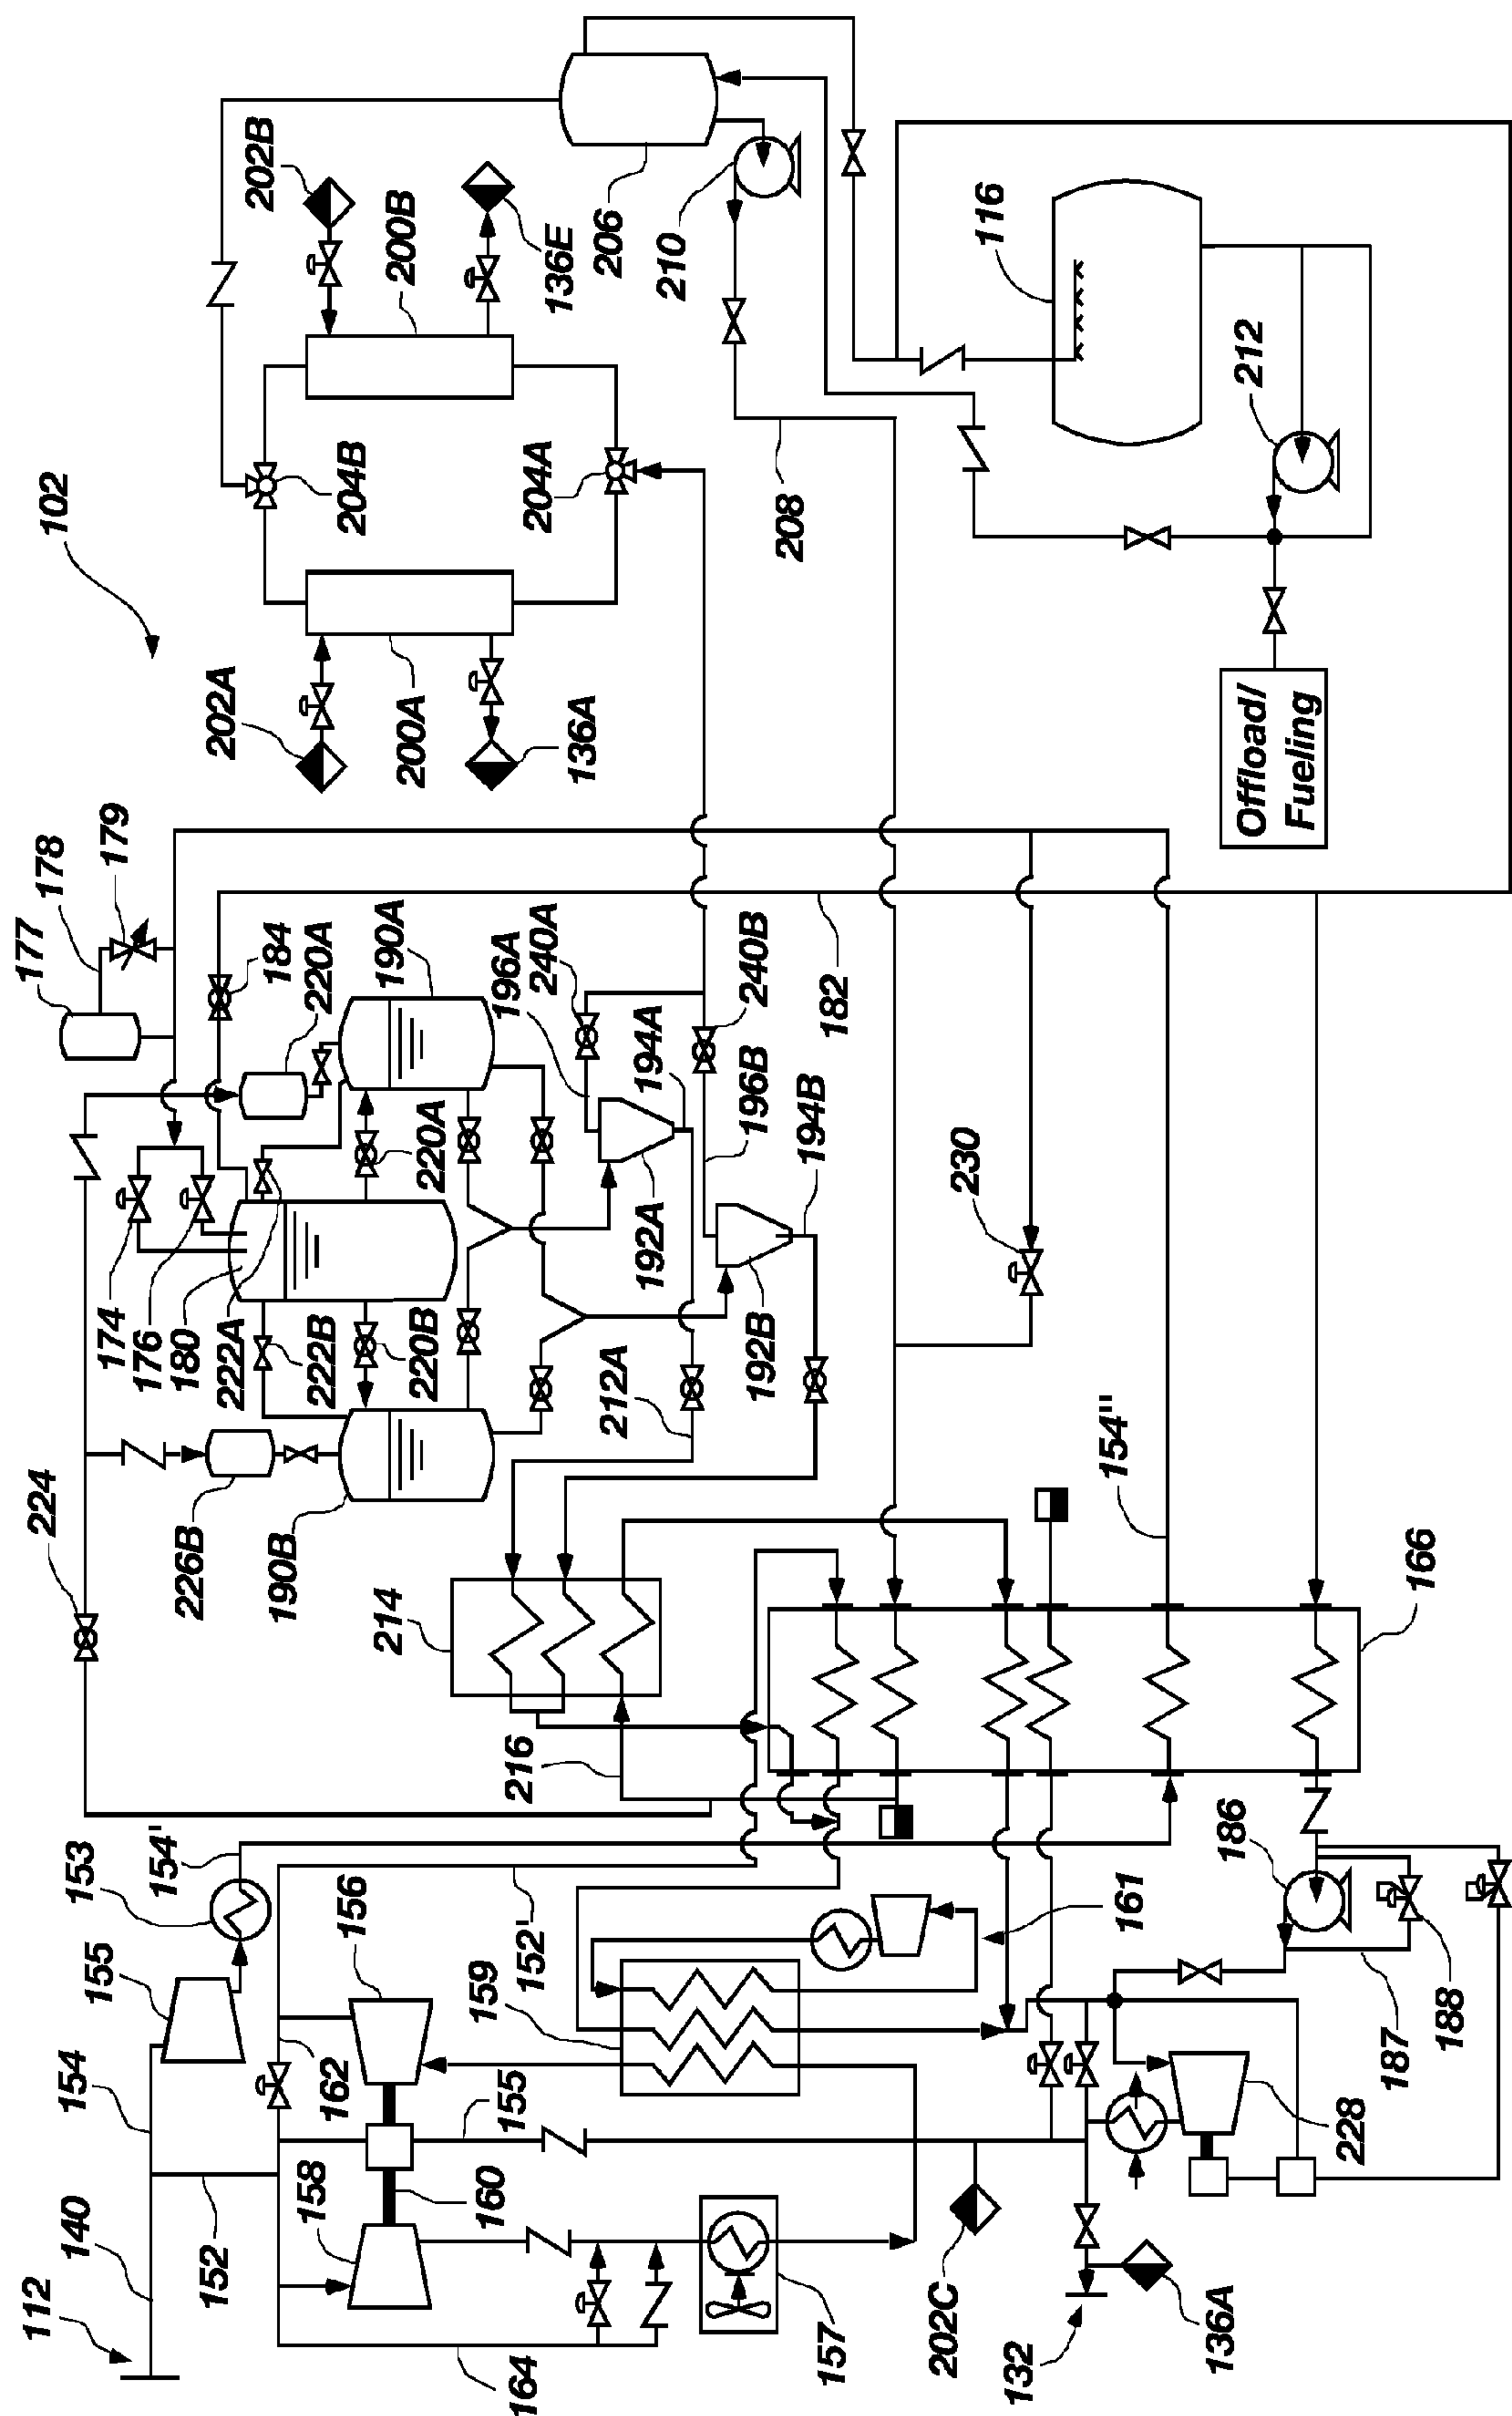 112
177
224
178
102
140
154
153
155
179
174
176
154'
180
226B
152
202A
222A
184
202B
190B
222B
220A
162
158
156
214
190A
204B
220B
220A
200A
200B
160
155
159
164
216
152'
196A
204A
240A
136A
136E
212A
206
192A
194A
210
240B
196B
192B
208
194B
157
182
202C
230
116
132
161
154"
136A
186
212
228
187
188
166
Offload/
Fueling